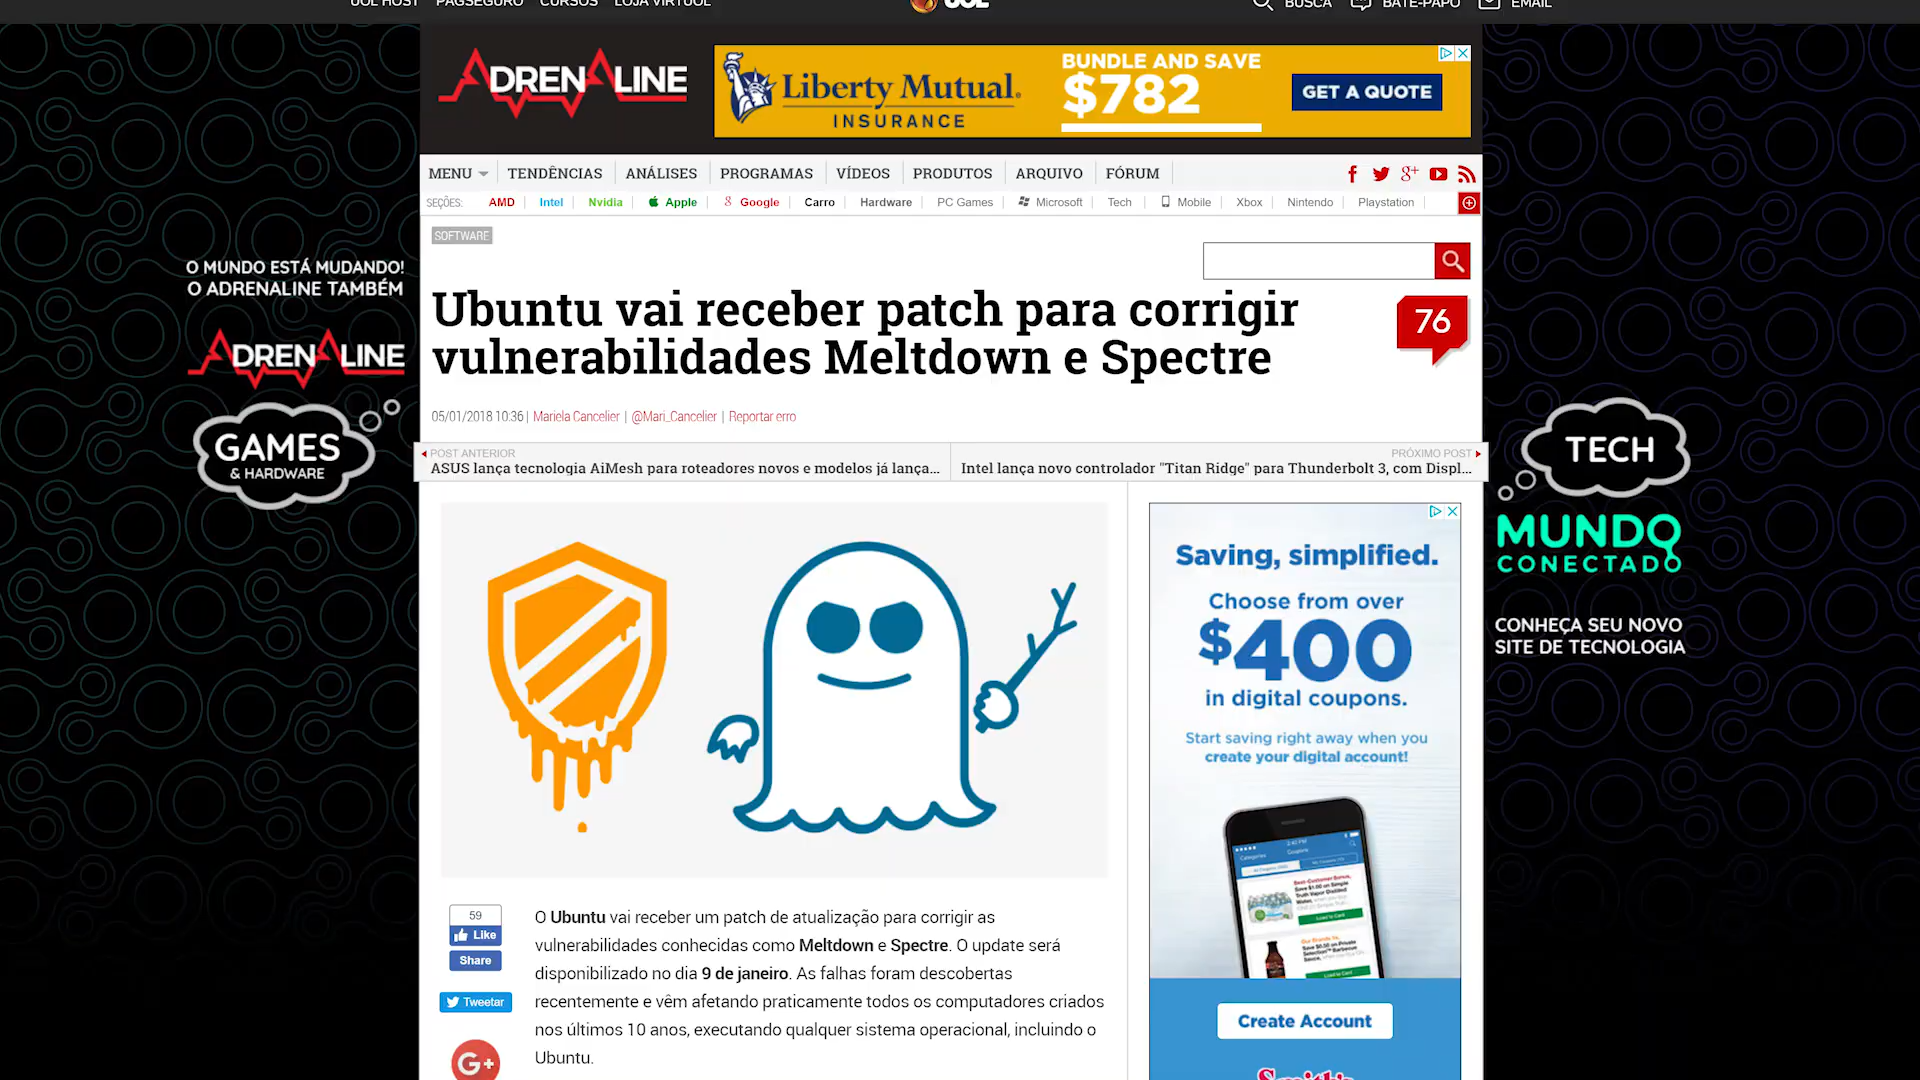 UOL HOST PAGSEGURO CURSOS LOJA VIRTUOL UOL BUSCA BATE-PAPO EMAIL
ADRENALINE
Liberty Mutual.
INSURANCE
BUNDLE AND SAVE
$782
GET A QUOTE
MENU TENDÊNCIAS ANÁLISES PROGRAMAS VÍDEOS PRODUTOS ARQUIVO FÓRUM
SEÇÕES: AMD Intel Nvidia Apple Google Carro Hardware PC Games Microsoft Tech Mobile Xbox Nintendo Playstation
SOFTWARE
Ubuntu vai receber patch para corrigir
vulnerabilidades Meltdown e Spectre
76
05/01/2018 10:36 | Mariela Cancelier | @Mari_Cancelier | Reportar erro
POST ANTERIOR
ASUS lança tecnologia AiMesh para roteadores novos e modelos já lança...
PRÓXIMO POST
Intel lança novo controlador "Titan Ridge" para Thunderbolt 3, com Displ...
O MUNDO ESTÁ MUDANDO!
O ADRENALINE TAMBÉM
ADRENALINE
GAMES
& HARDWARE
TECH
MUNDO
CONECTADO
CONHEÇA SEU NOVO
SITE DE TECNOLOGIA
Saving, simplified.
Choose from over
$400
in digital coupons.
Start saving right away when you
create your digital account!
Load to Card
Load to Card
Create Account
Smith's
59
Like
Share
Tweetar
G+
O Ubuntu vai receber um patch de atualização para corrigir as
vulnerabilidades conhecidas como Meltdown e Spectre. O update será
disponibilizado no dia 9 de janeiro. As falhas foram descobertas
recentemente e vêm afetando praticamente todos os computadores criados
nos últimos 10 anos, executando qualquer sistema operacional, incluindo o
Ubuntu.